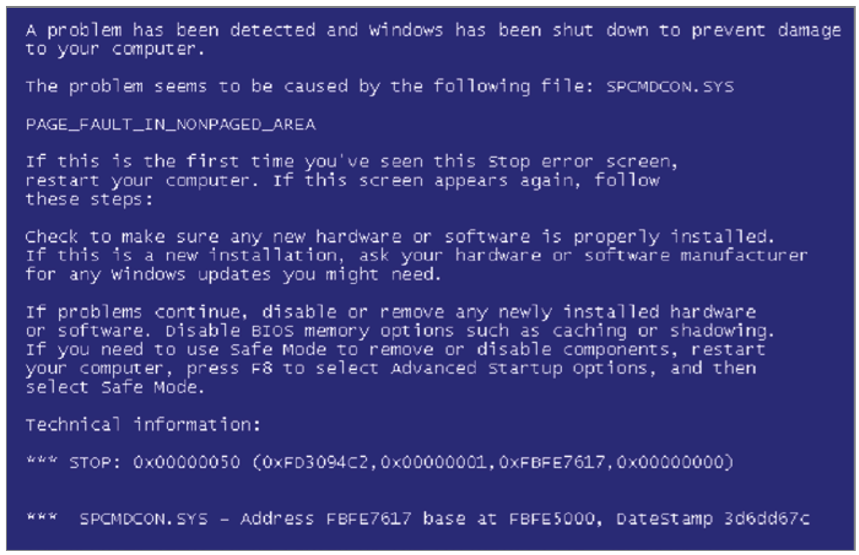 A problem has been detected and Windows has been shut down to prevent damage
to your computer.
The problem seems to be caused by the following file: SPCMDCON.SYS
PAGE_FAULT_IN_NONPAGED_AREA
If this is the first time you've seen this Stop error screen,
restart your computer. If this screen appears again, follow
these steps:
Check to make sure any new hardware or software is properly installed.
If this is a new installation, ask your hardware or software manufacturer
for any Windows updates you might need.
If problems continue, disable or remove any newly installed hardware
or software. Disable BIOS memory options such as caching or shadowing.
If you need to use Safe Mode to remove or disable components, restart
your computer, press F8 to select Advanced Startup Options, and then
select Safe Mode.
Technical information:
*** STOP: 0x00000050 (0xFD3094C2,0x00000001,0xFBFE7617,0x00000000)
*** SPCMDCON.SYS – Address FBFE7617 base at FBFE5000, DateStamp 3d6dd67c